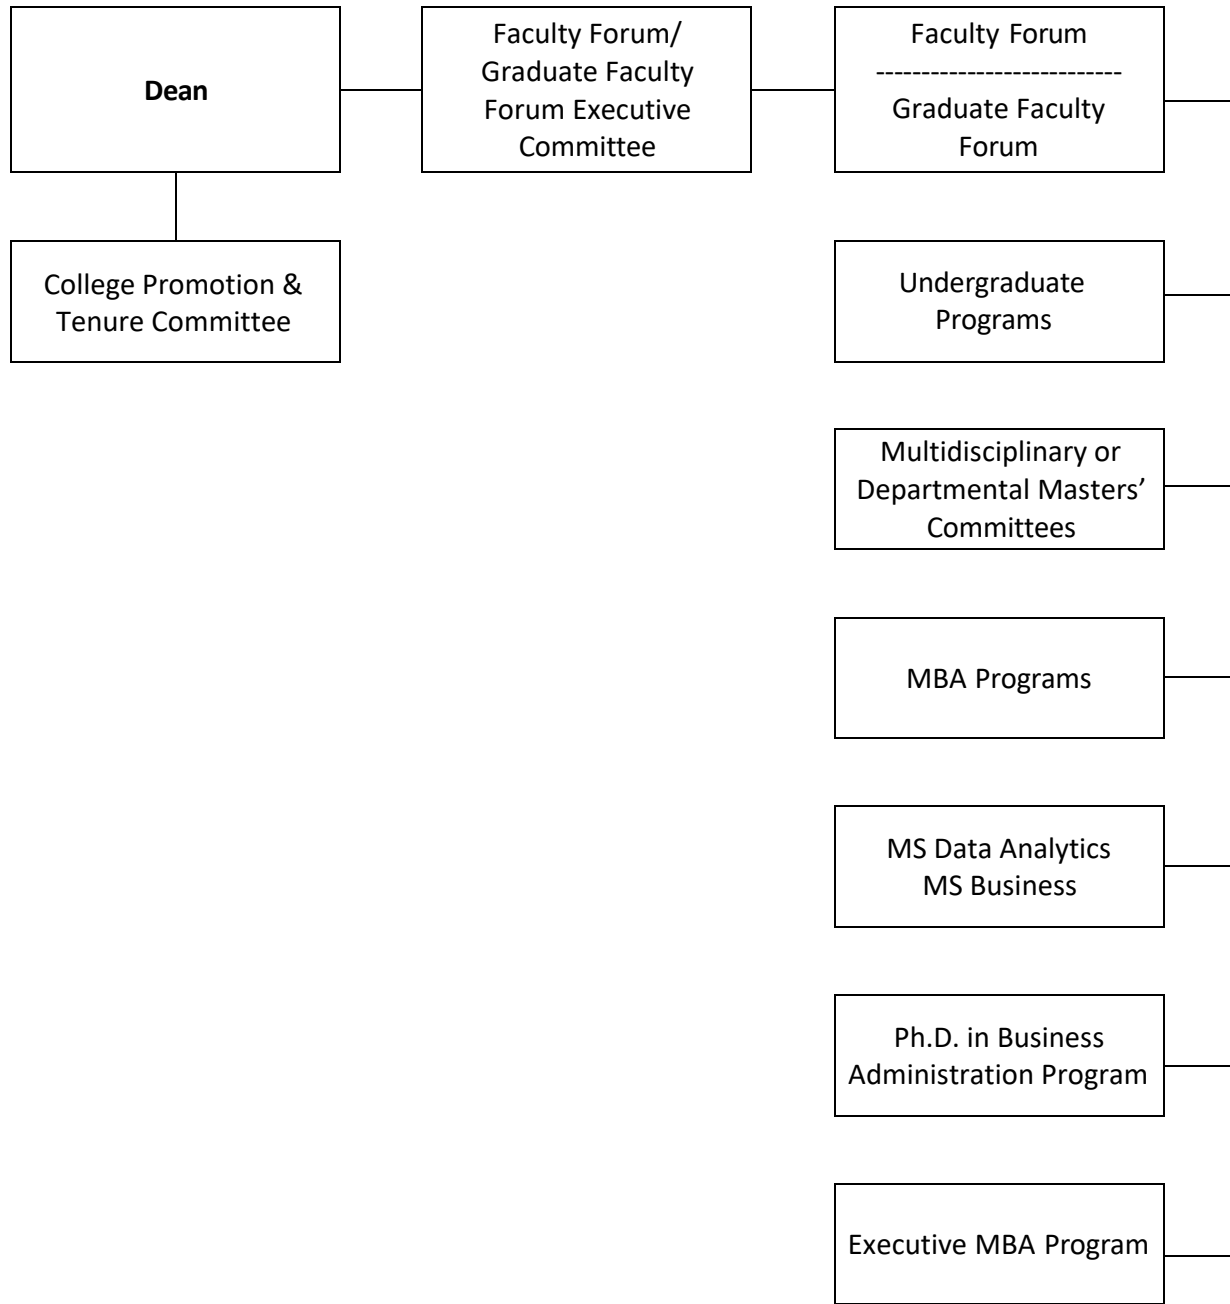 Dean
Faculty Forum/
Graduate Faculty
Forum Executive
Committee
Faculty Forum
---------------------------
Graduate Faculty
Forum
College Promotion &
Tenure Committee
Undergraduate
Programs
Multidisciplinary or
Departmental Masters’
Committees
MBA Programs
MS Data Analytics
MS Business
Ph.D. in Business
Administration Program
Executive MBA Program